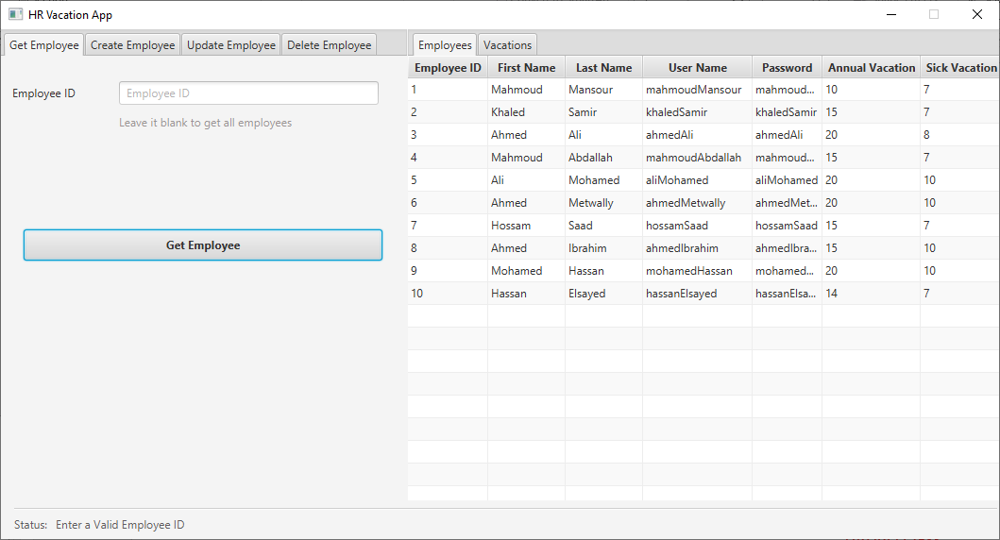 HR Vacation App
Get Employee Create Employee Update Employee Delete Employee
Employee ID
Employee ID
Leave it blank to get all employees
Get Employee
Employees Vacations
Employee ID First Name Last Name User Name Password Annual Vacation Sick Vacation
1 Mahmoud Mansour mahmoudMansour mahmoud... 10 7
2 Khaled Samir khaledSamir khaledSamir 15 7
3 Ahmed Ali ahmedAli ahmedAli 20 8
4 Mahmoud Abdallah mahmoudAbdallah mahmoud... 15 7
5 Ali Mohamed aliMohamed aliMohamed 20 10
6 Ahmed Metwally ahmedMetwally ahmedMet... 20 10
7 Hossam Saad hossamSaad hossamSaad 15 7
8 Ahmed Ibrahim ahmedIbrahim ahmedIbra... 15 10
9 Mohamed Hassan mohamedHassan mohamed... 20 10
10 Hassan Elsayed hassanElsayed hassanElsa... 14 7
Status: Enter a Valid Employee ID